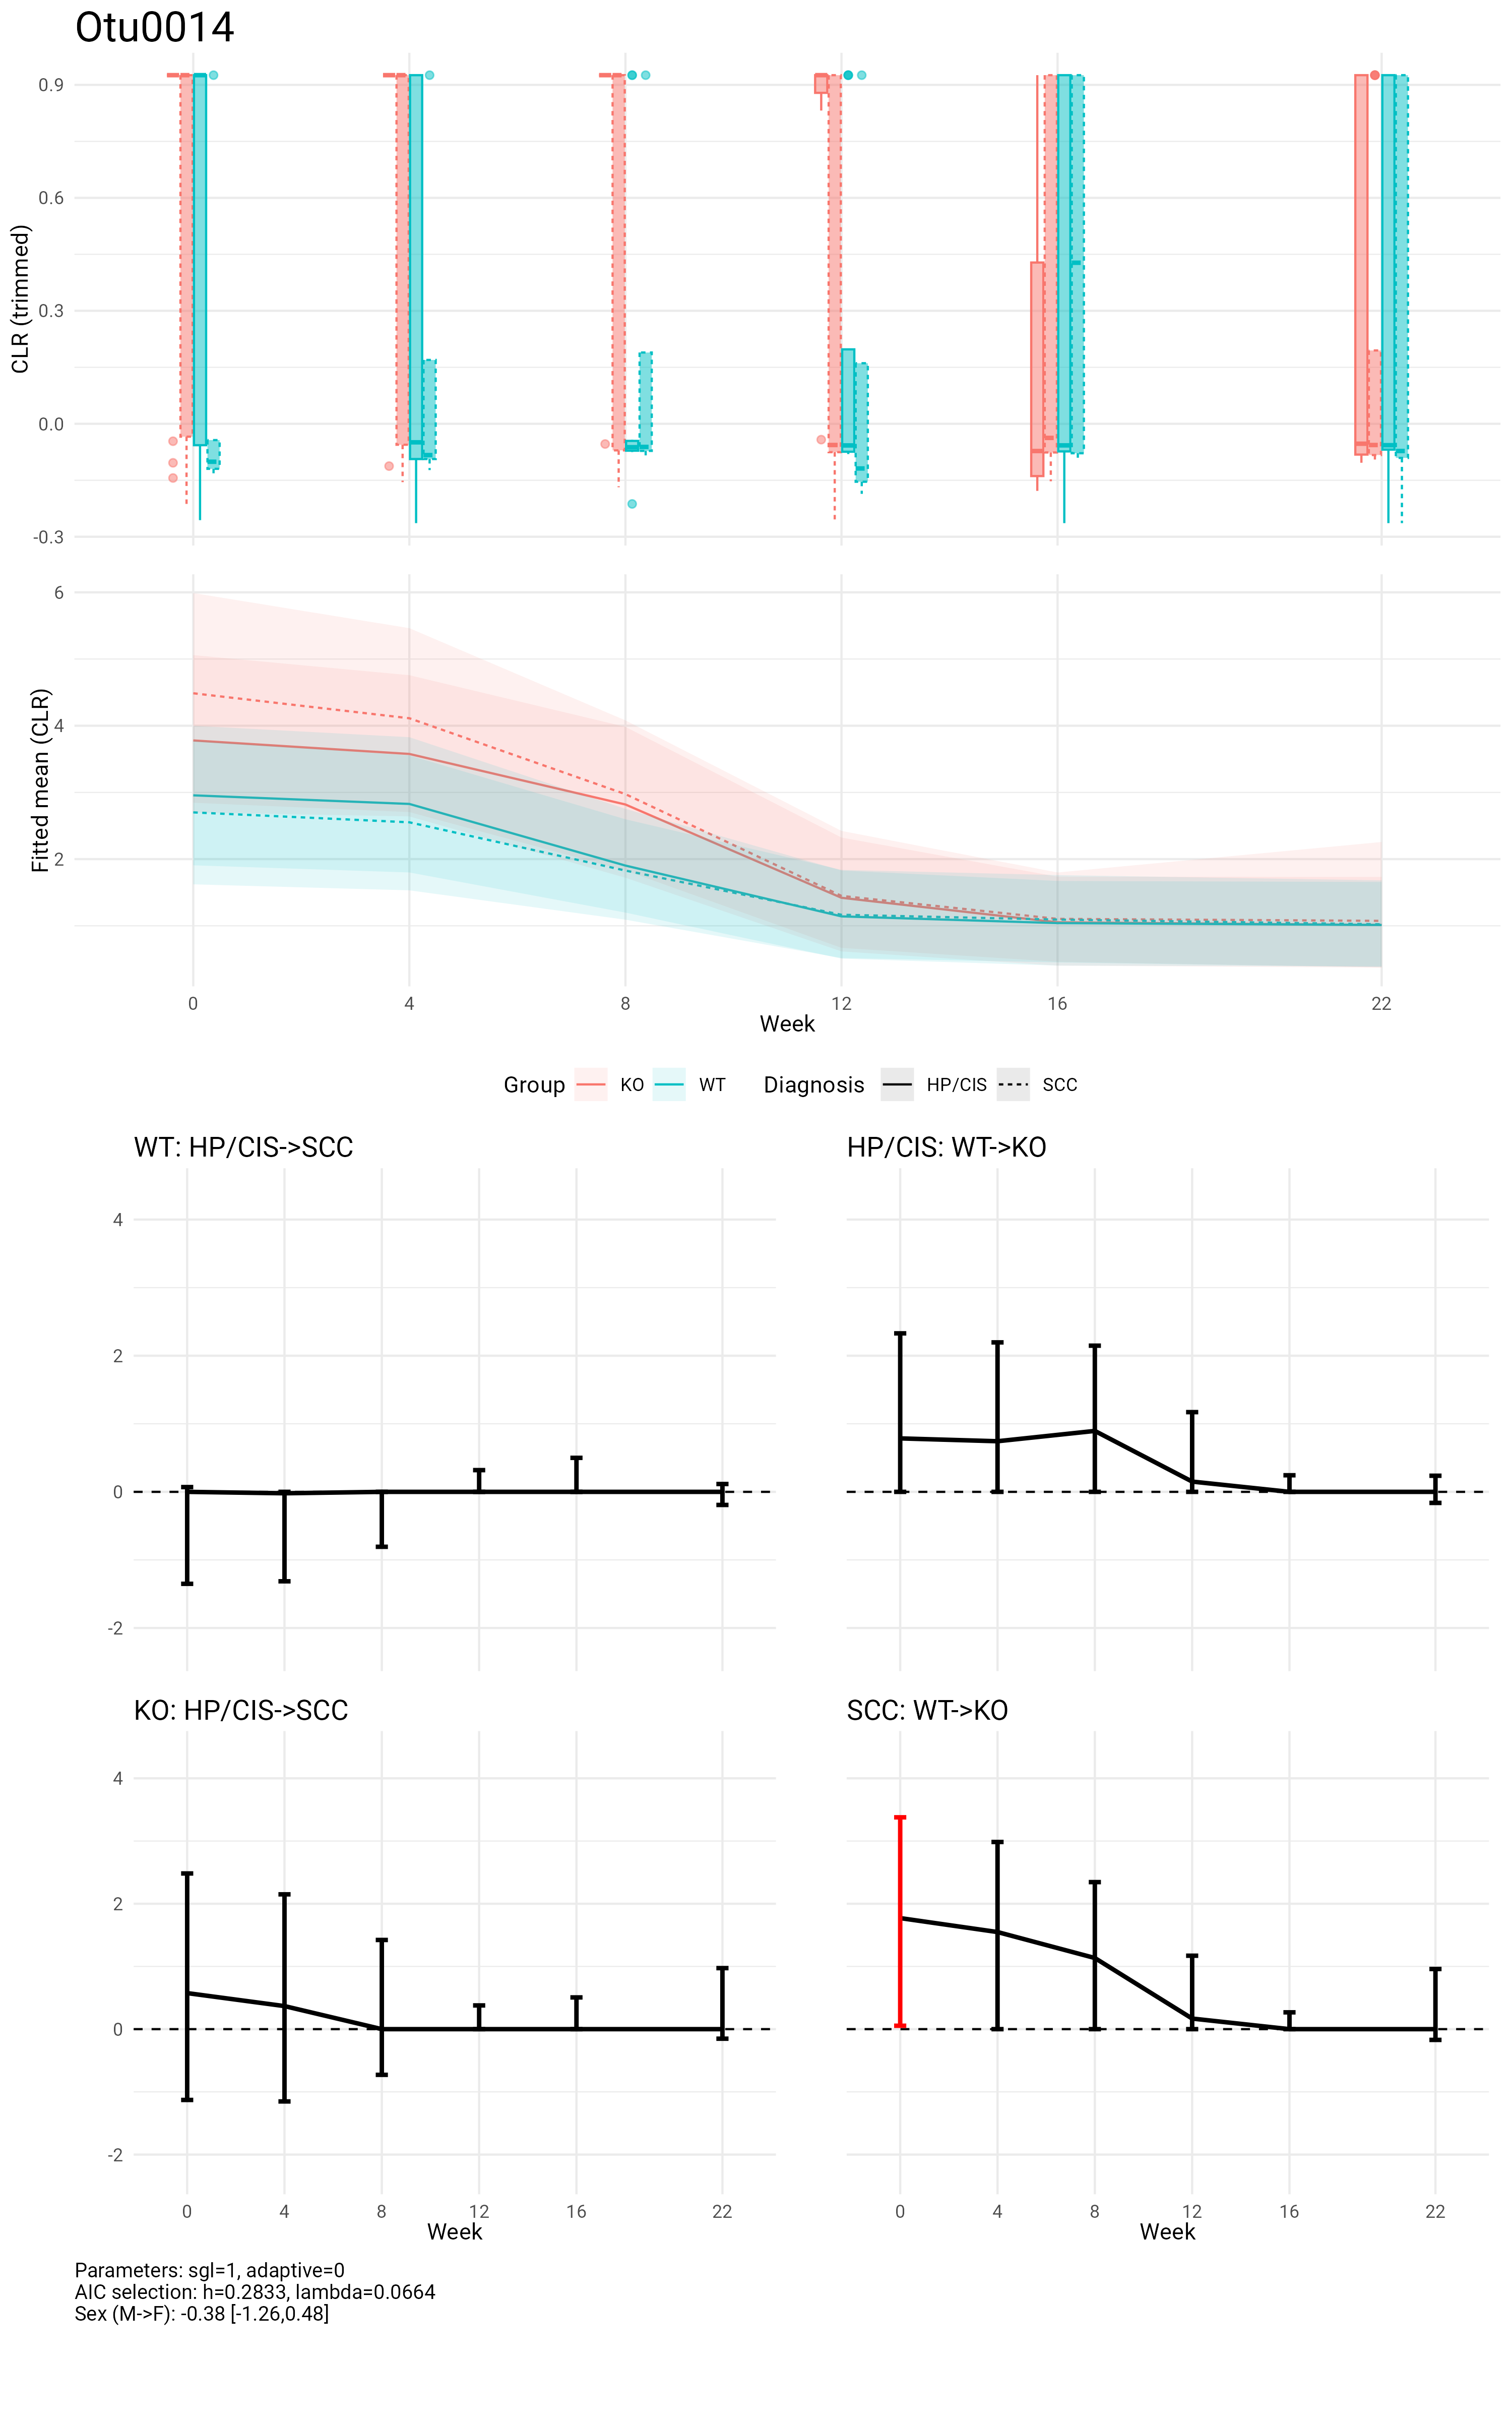 Otu0014
CLR (trimmed)
0.9
0.6
0.3
0.0
-0.3
Fitted mean (CLR)
6
4
2
0 4 8 12 16 22
Week
Group KO WT Diagnosis HP/CIS SCC
WT: HP/CIS->SCC
4
2
0
-2
HP/CIS: WT->KO
KO: HP/CIS->SCC
4
2
0
-2
0 4 8 12 16 22
Week
SCC: WT->KO
0 4 8 12 16 22
Week
Parameters: sgl=1, adaptive=0
AIC selection: h=0.2833, lambda=0.0664
Sex (M->F): -0.38 [-1.26,0.48]